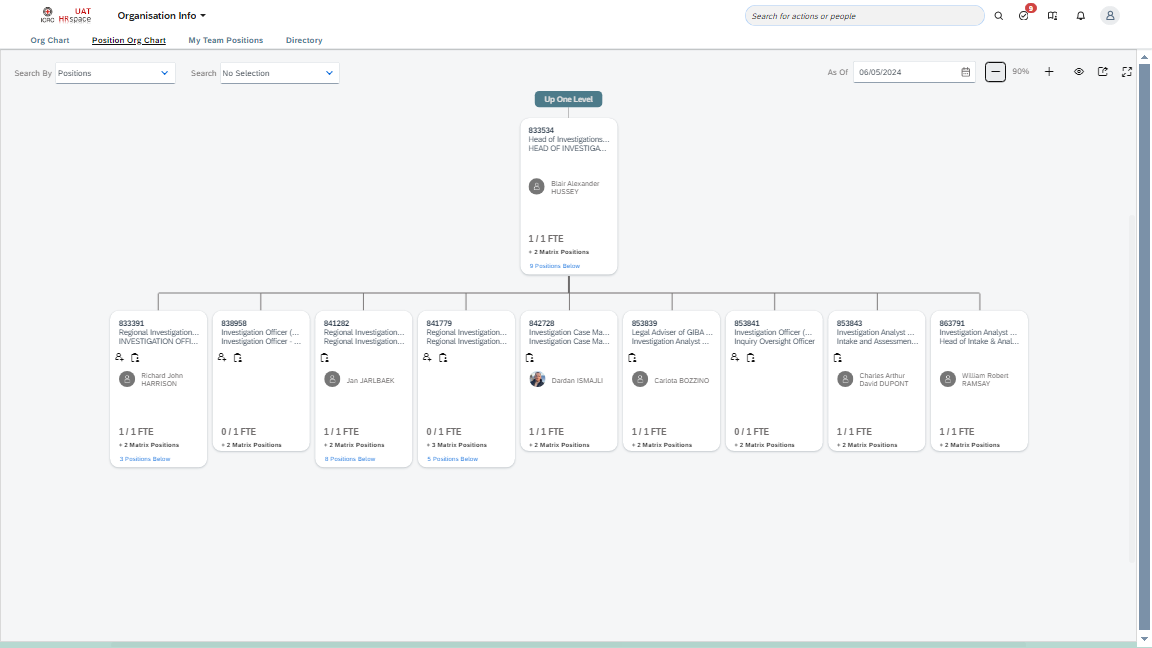 ICRC
UAT
HRspace
Organisation Info
Search for actions or people
9
Org Chart
Position Org Chart
My Team Positions
Directory
Search By
Positions
Search
No Selection
As Of
06/05/2024
90%
Up One Level
833534
Head of Investigations...
HEAD OF INVESTIGA...
Blair Alexander
HUSSEY
1 / 1 FTE
+ 2 Matrix Positions
9 Positions Below
833391
Regional Investigation...
INVESTIGATION OFFI...
Richard John
HARRISON
1 / 1 FTE
+ 2 Matrix Positions
3 Positions Below
838958
Investigation Officer (...
Investigation Officer - ...
0 / 1 FTE
+ 2 Matrix Positions
841282
Regional Investigation...
Regional Investigation...
Jan JARLBAEK
1 / 1 FTE
+ 2 Matrix Positions
8 Positions Below
841779
Regional Investigation...
Regional Investigation...
0 / 1 FTE
+ 3 Matrix Positions
5 Positions Below
842728
Investigation Case Ma...
Investigation Case Ma...
Dardan ISMAJLI
1 / 1 FTE
+ 2 Matrix Positions
853839
Legal Adviser of GIBA ...
Investigation Analyst ...
Carlota BOZZINO
1 / 1 FTE
+ 2 Matrix Positions
853841
Investigation Officer (...
Inquiry Oversight Officer
0 / 1 FTE
+ 2 Matrix Positions
853843
Investigation Analyst ...
Intake and Assessmen...
Charles Arthur
David DUPONT
1 / 1 FTE
+ 2 Matrix Positions
863791
Investigation Analyst ...
Head of Intake & Anal...
William Robert
RAMSAY
1 / 1 FTE
+ 2 Matrix Positions